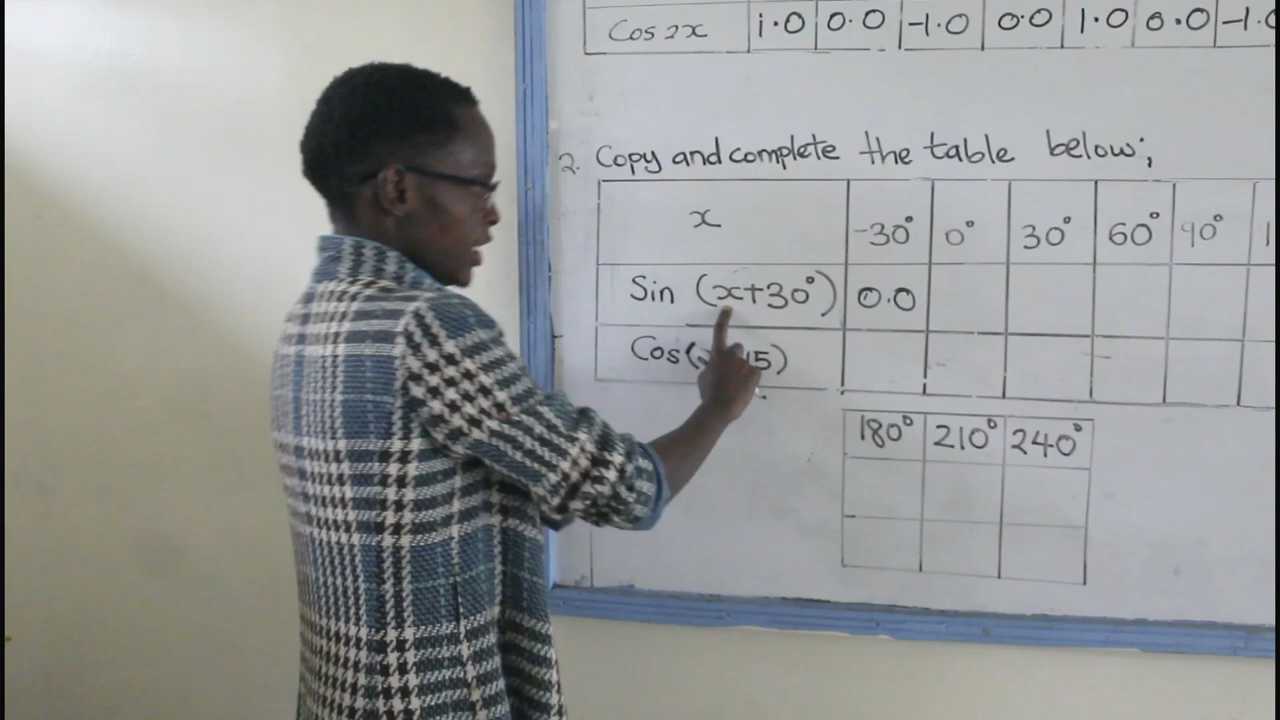 Cos 2x 1.0 0.0 -1.0 0.0 1.0 0.0 -1.0
2. Copy and complete the table below;
x -30° 0° 30° 60° 90°
Sin (x+30°) 0.0
Cos( 15)
180° 210° 240°